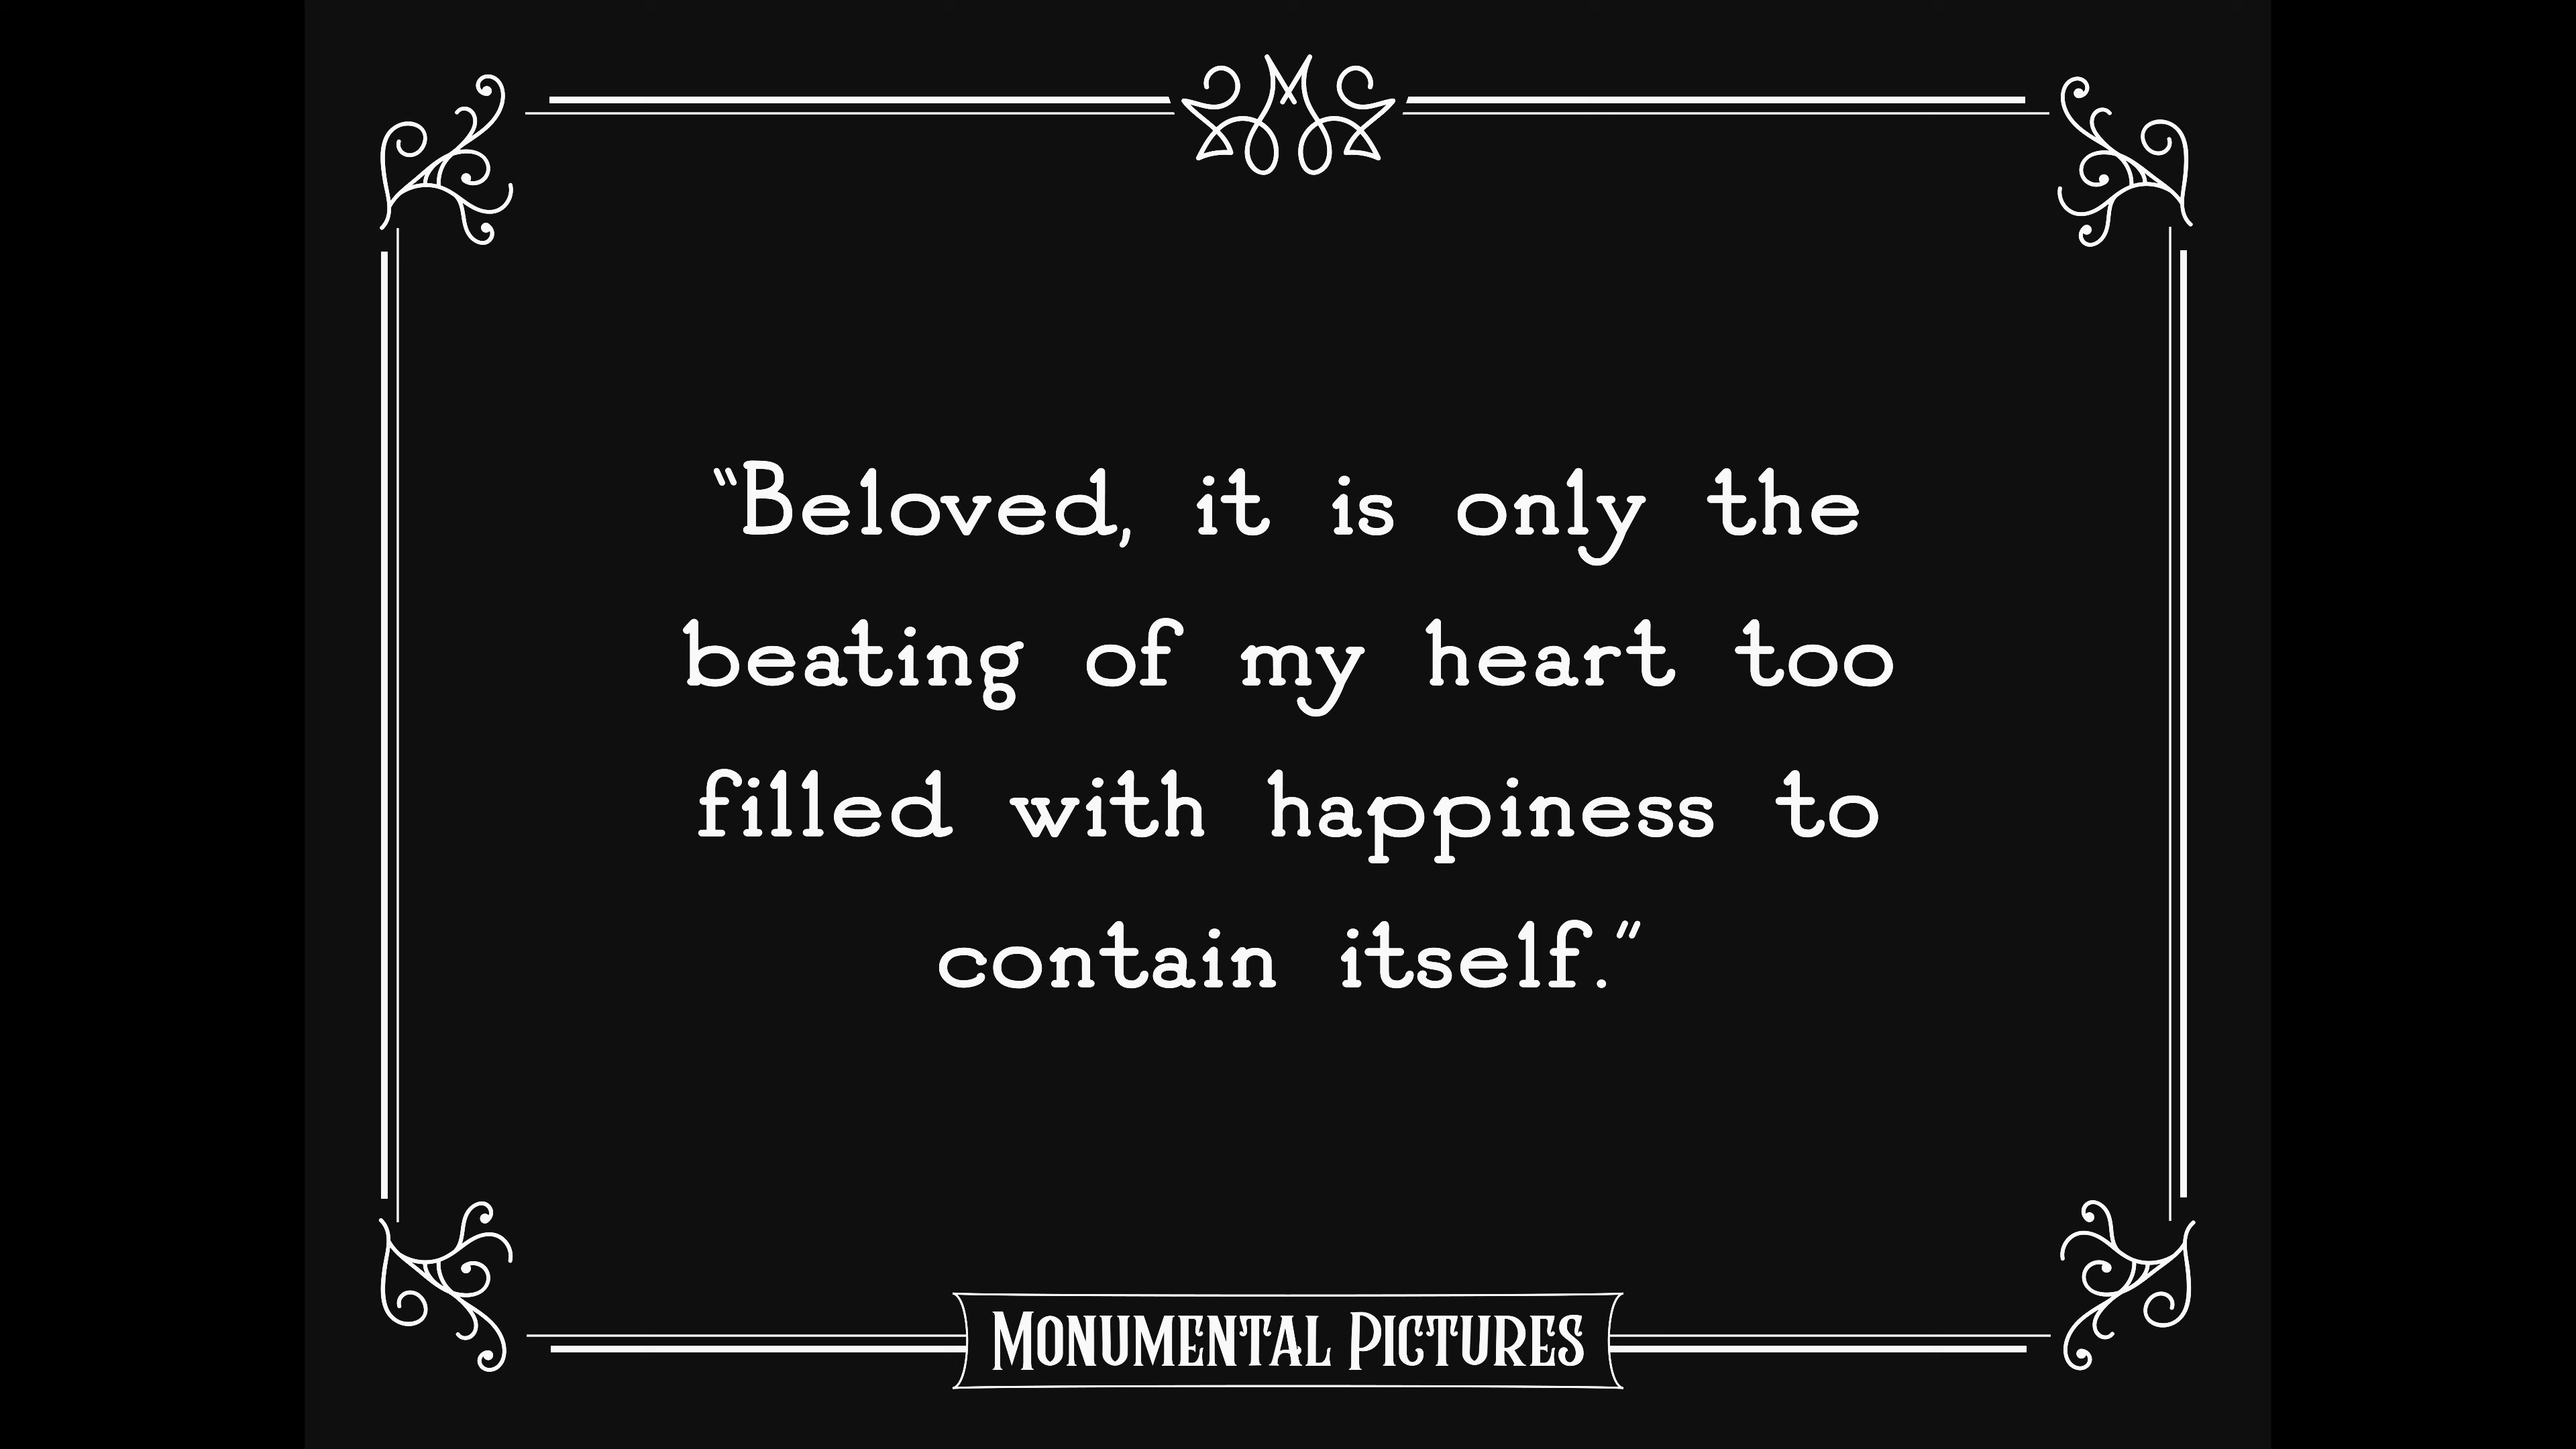 “Beloved, it is only the
beating of my heart too
filled with happiness to
contain itself.”
MONUMENTAL PICTURES